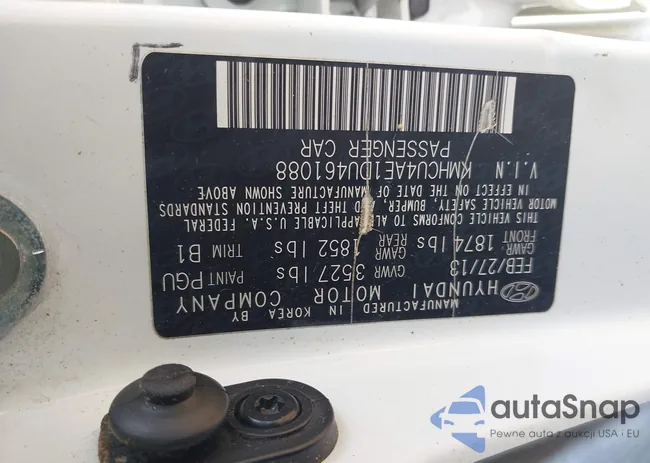 MANUFACTURED IN KOREA BY
HYUNDAI MOTOR COMPANY
FEB/27/13 GVWR 3527 lbs PAINT PGU
GAWR FRONT 1874 lbs GAWR REAR 1852 lbs TRIM B1
THIS VEHICLE CONFORMS TO ALL APPLICABLE U.S.A. FEDERAL
MOTOR VEHICLE SAFETY, BUMPER, AND THEFT PREVENTION STANDARDS
IN EFFECT ON THE DATE OF MANUFACTURE SHOWN ABOVE
V.I.N KMHCU4AE1DU461088
PASSENGER CAR
autaSnap
Pewne auta z aukcji USA i EU